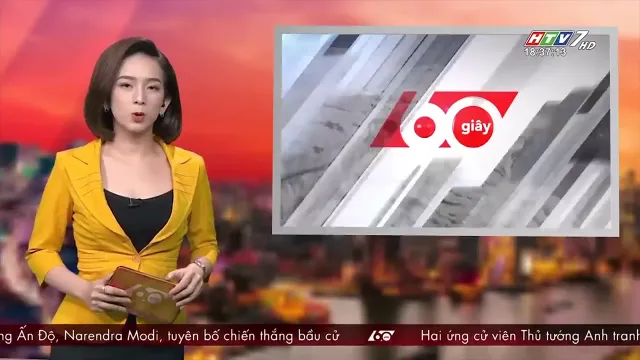 HTV7 HD
18:37:13
60 giây
60
ng Ấn Độ, Narendra Modi, tuyên bố chiến thắng bầu cử 60 Hai ứng cử viên Thủ tướng Anh tranh